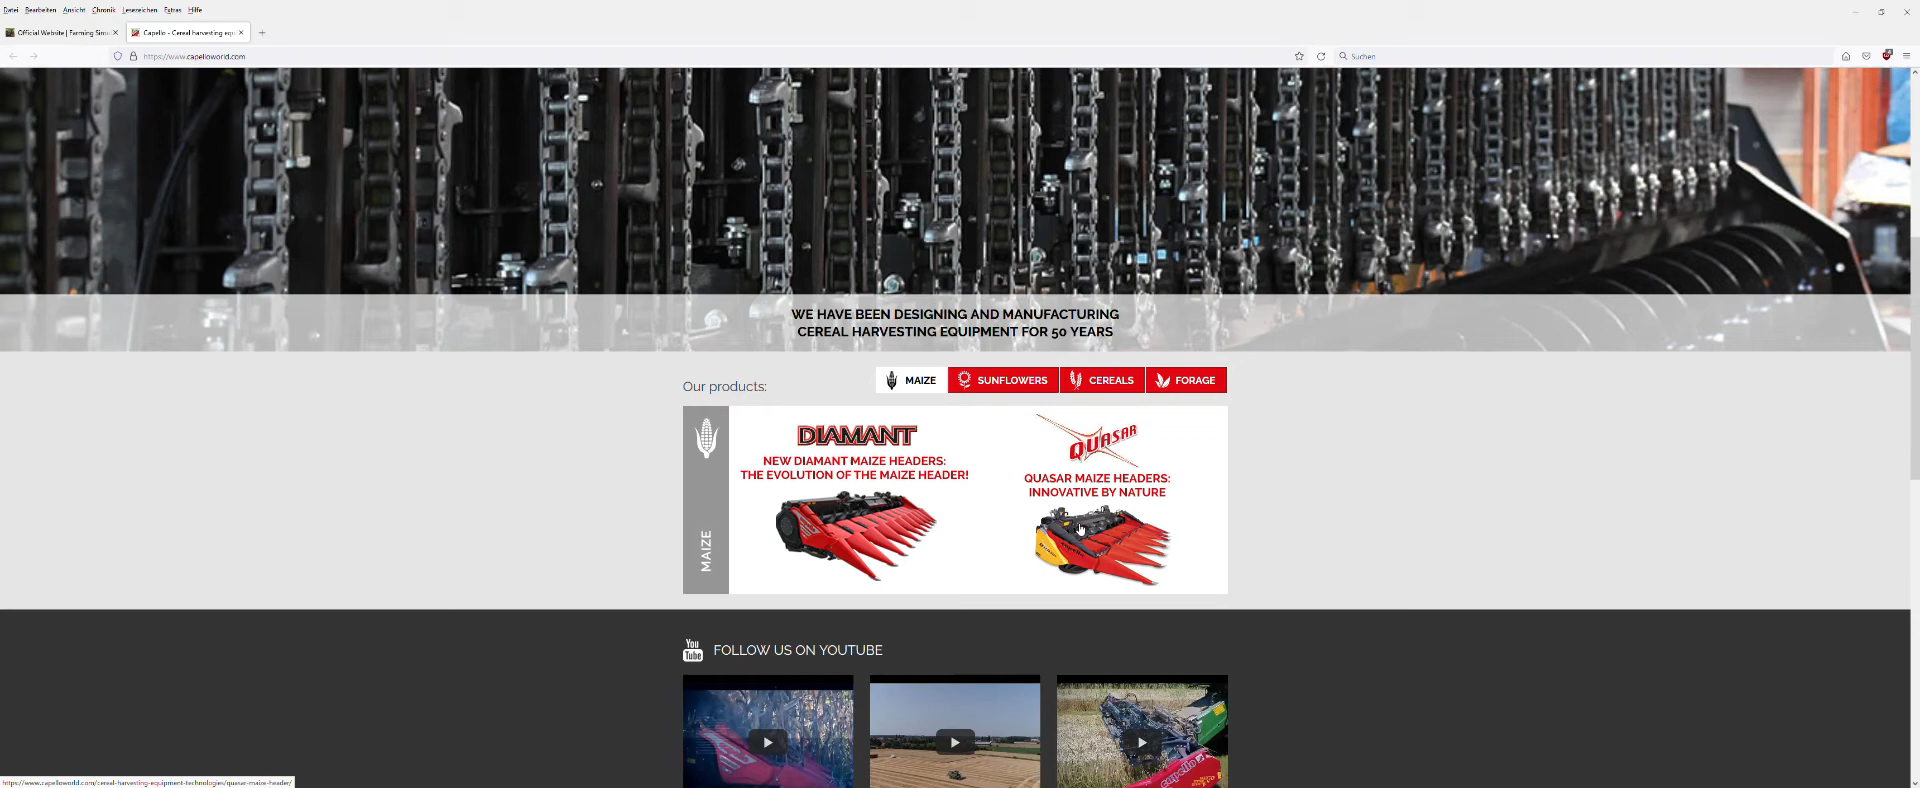 Datei Bearbeiten Ansicht Chronik Lesezeichen Extras Hilfe
Official Website | Farming Simu
Capello - Cereal harvesting equ
https://www.capelloworld.com
Suchen
WE HAVE BEEN DESIGNING AND MANUFACTURING
CEREAL HARVESTING EQUIPMENT FOR 50 YEARS
Our products:
MAIZE
SUNFLOWERS
CEREALS
FORAGE
MAIZE
DIAMANT
NEW DIAMANT MAIZE HEADERS:
THE EVOLUTION OF THE MAIZE HEADER!
QUASAR
QUASAR MAIZE HEADERS:
INNOVATIVE BY NATURE
You
Tube
FOLLOW US ON YOUTUBE
capello
https://www.capelloworld.com/cereal-harvesting-equipment-technologies/quasar-maize-header/